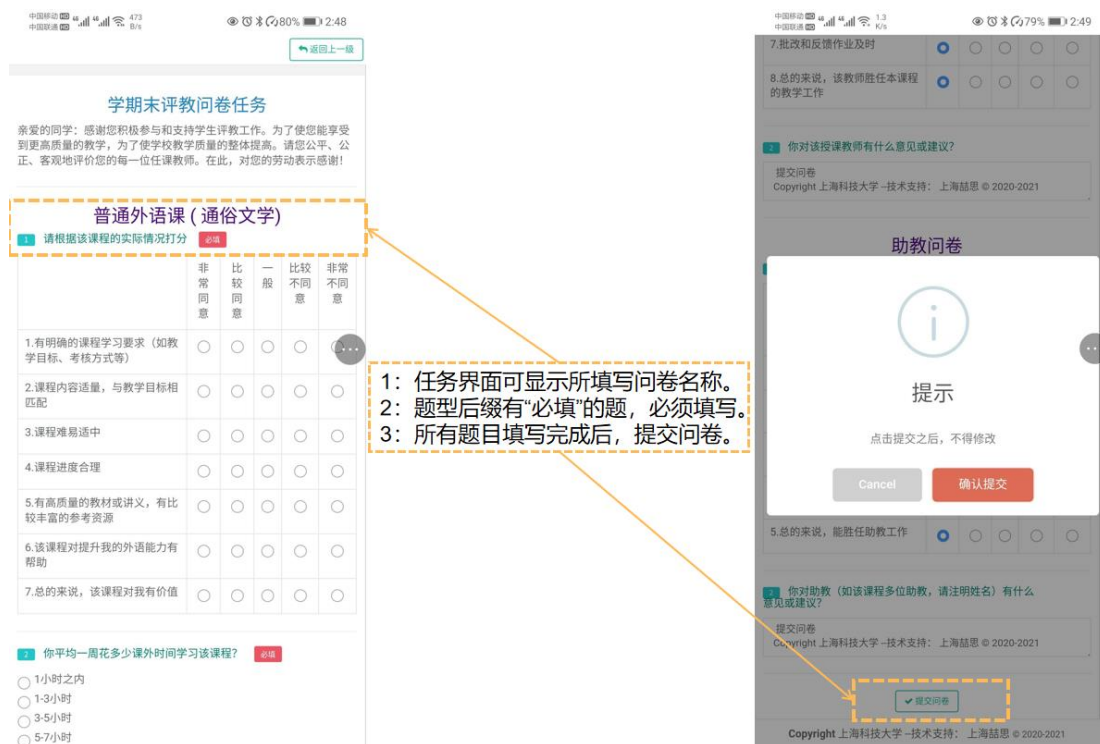 中国移动 HD 4G 4G 473
中国联通 HD B/s
80% 2:48
返回上一级
学期末评教问卷任务
亲爱的同学：感谢您积极参与和支持学生评教工作。为了使您能享受
到更高质量的教学，为了使学校教学质量的整体提高。请您公平、公
正、客观地评价您的每一位任课教师。在此，对您的劳动表示感谢！
普通外语课 ( 通俗文学)
1 请根据该课程的实际情况打分 必填
非常同意 比较同意 一般 比较不同意 非常不同意
1.有明确的课程学习要求（如教
学目标、考核方式等）
2.课程内容适量，与教学目标相
匹配
3.课程难易适中
4.课程进度合理
5.有高质量的教材或讲义，有比
较丰富的参考资源
6.该课程对提升我的外语能力有
帮助
7.总的来说，该课程对我有价值
2 你平均一周花多少课外时间学习该课程? 必填
1小时之内
1-3小时
3-5小时
5-7小时
1：任务界面可显示所填写问卷名称。
2：题型后缀有“必填”的题，必须填写。
3：所有题目填写完成后，提交问卷。
中国移动 HD 4G 4G 1.3
中国联通 HD K/s
79% 2:49
7.批改和反馈作业及时
8.总的来说，该教师胜任本课程
的教学工作
2 你对该授课教师有什么意见或建议?
提交问卷
Copyright 上海科技大学 --技术支持： 上海喆思 © 2020-2021
助教问卷
提示
点击提交之后，不得修改
Cancel
确认提交
5.总的来说，能胜任助教工作
2 你对助教（如该课程多位助教，请注明姓名）有什么
意见或建议?
提交问卷
Copyright 上海科技大学 --技术支持： 上海喆思 © 2020-2021
提交问卷
Copyright 上海科技大学 --技术支持： 上海喆思 © 2020-2021